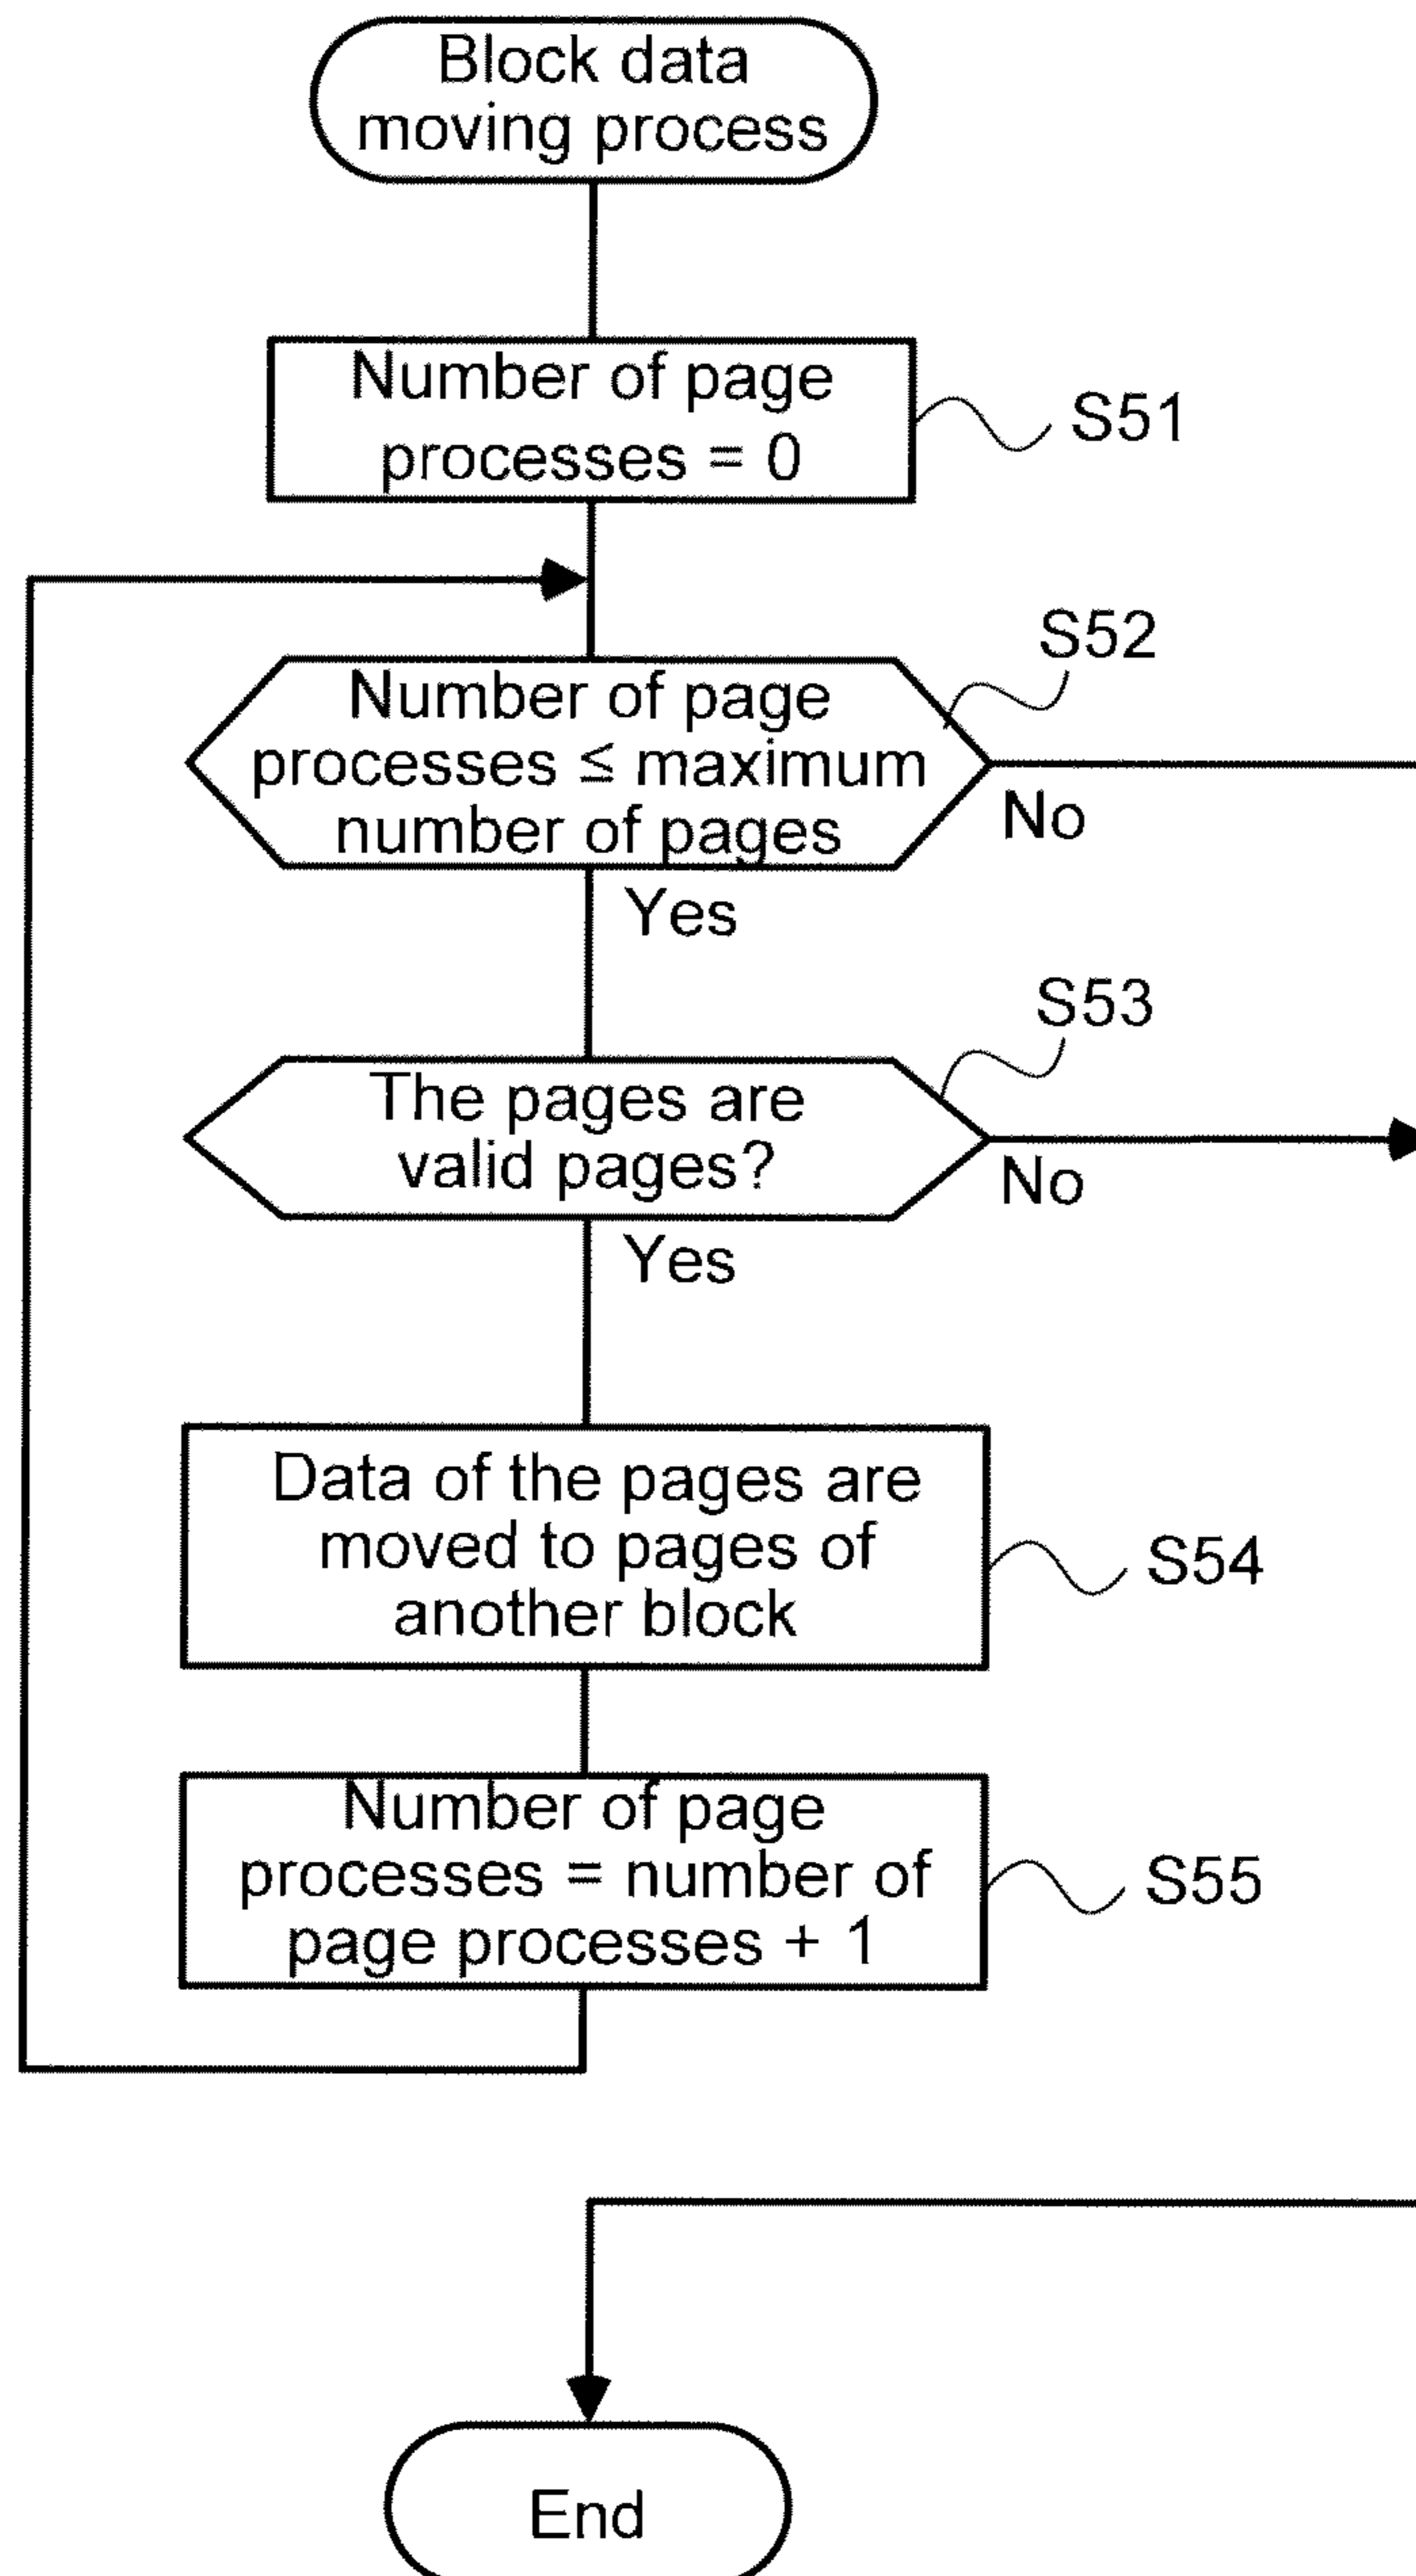 Block data
moving process
Number of page
processes = 0
S51
S52
Number of page
processes ≤ maximum
number of pages
No
Yes
S53
The pages are
valid pages?
No
Yes
Data of the pages are
moved to pages of
another block
S54
Number of page
processes = number of
page processes + 1
S55
End